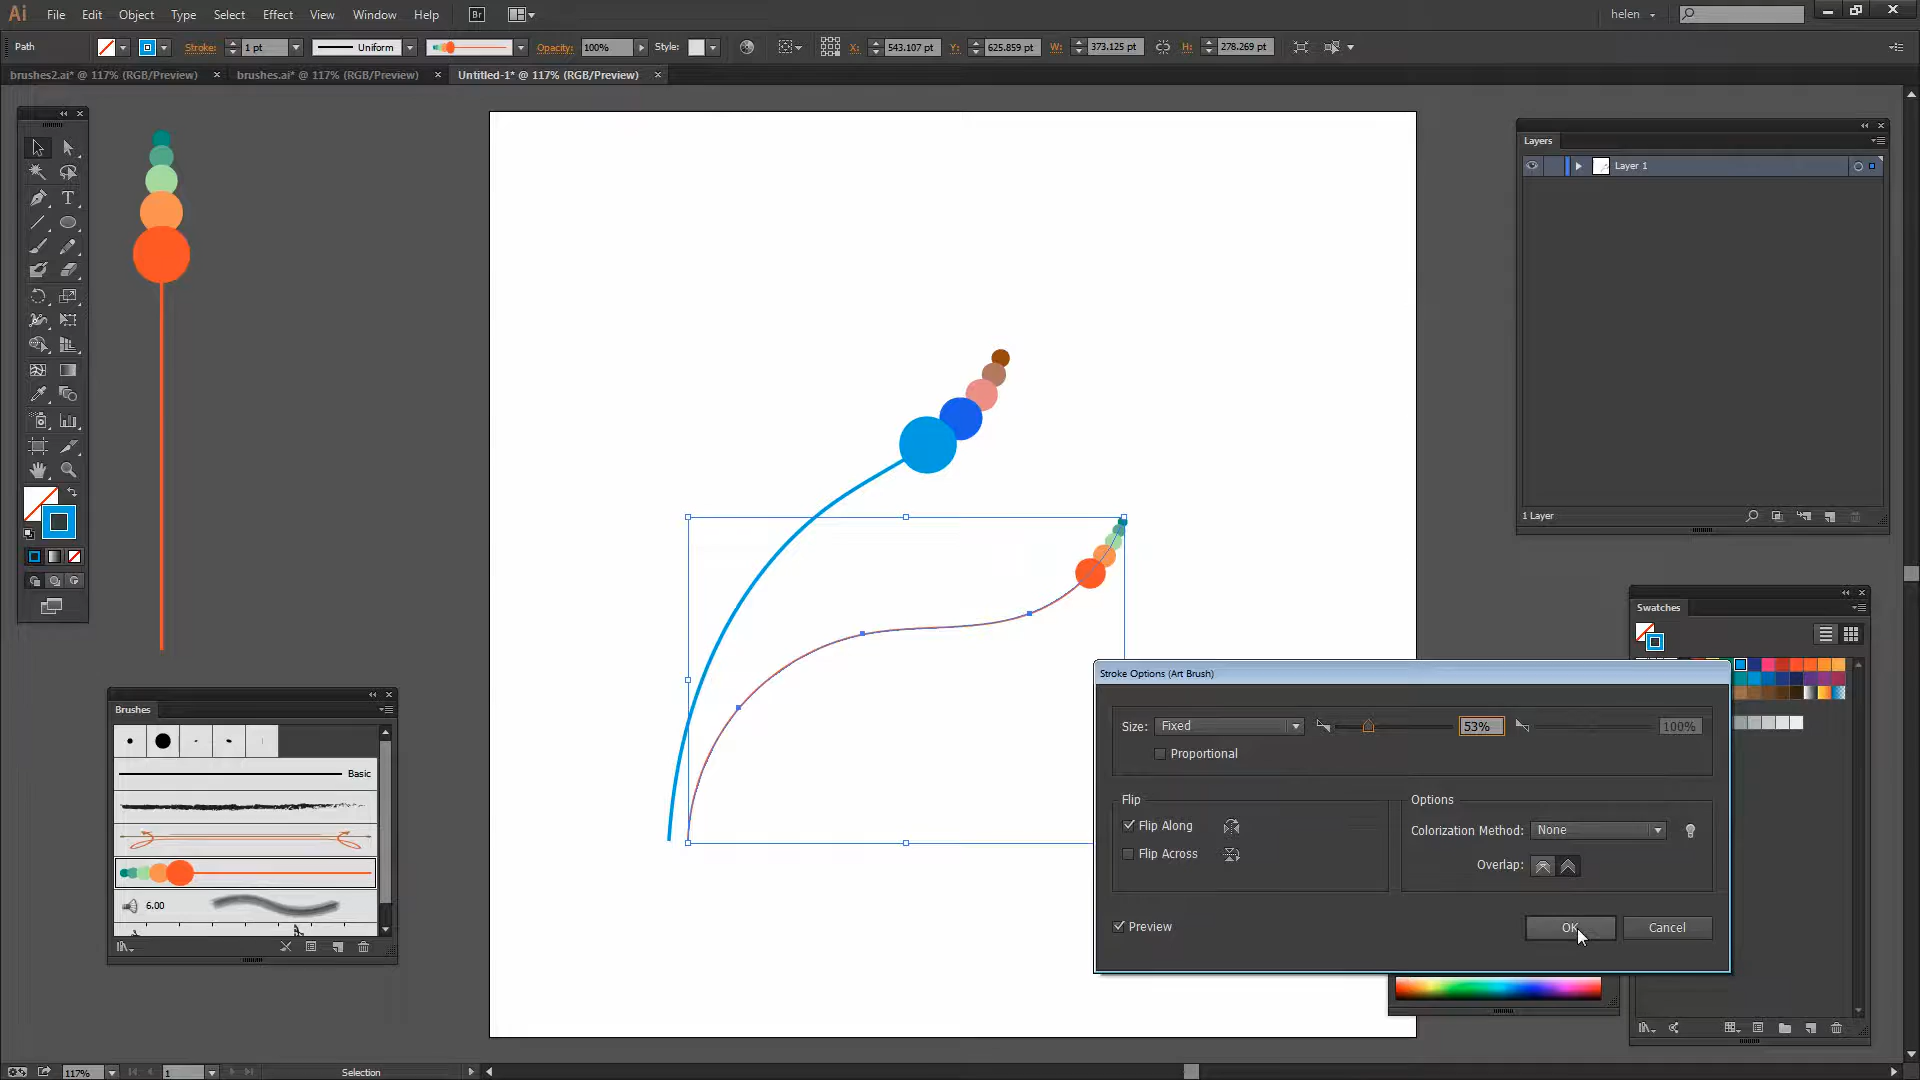 Ai File Edit Object Type Select Effect View Window Help Br helen
Path Stroke: 1 pt Uniform Opacity: 100% Style: X: 543.107 pt Y: 625.859 pt W: 373.125 pt H: 278.269 pt
brushes2.ai* @ 117% (RGB/Preview) × brushes.ai* @ 117% (RGB/Preview) × Untitled-1* @ 117% (RGB/Preview) ×
Layers
Layer 1
1 Layer
Swatches
Brushes
Basic
6.00
Stroke Options (Art Brush)
Size: Fixed 53% 100%
Proportional
Flip
Flip Along
Flip Across
Options
Colorization Method: None
Overlap:
Preview
OK
Cancel
117% 1 Selection